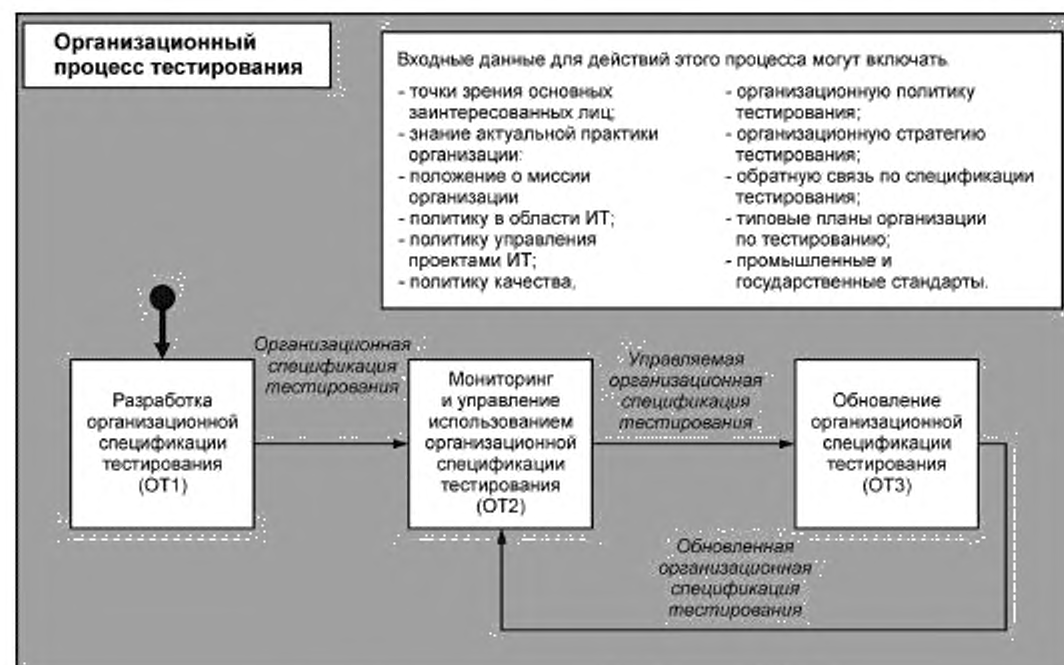 Организационный
процесс тестирования
Входные данные для действий этого процесса могут включать
- точки зрения основных
заинтересованных лиц;
- знание актуальной практики
организации:
- положение о миссии
организации
- политику в области ИТ;
- политику управления
проектами ИТ;
- политику качества,
- организационную политику
тестирования;
- организационную стратегию
тестирования;
- обратную связь по спецификации
тестирования;
- типовые планы организации
по тестированию;
- промышленные и
государственные стандарты.
Разработка
организационной
спецификации
тестирования
(ОТ1)
Организационная
спецификация
тестирования
Мониторинг
и управление
использованием
организационной
спецификации
тестирования
(ОТ2)
Управляемая
организационная
спецификация
тестирования
Обновление
организационной
спецификации
тестирования
(ОТ3)
Обновленная
организационная
спецификация
тестирования